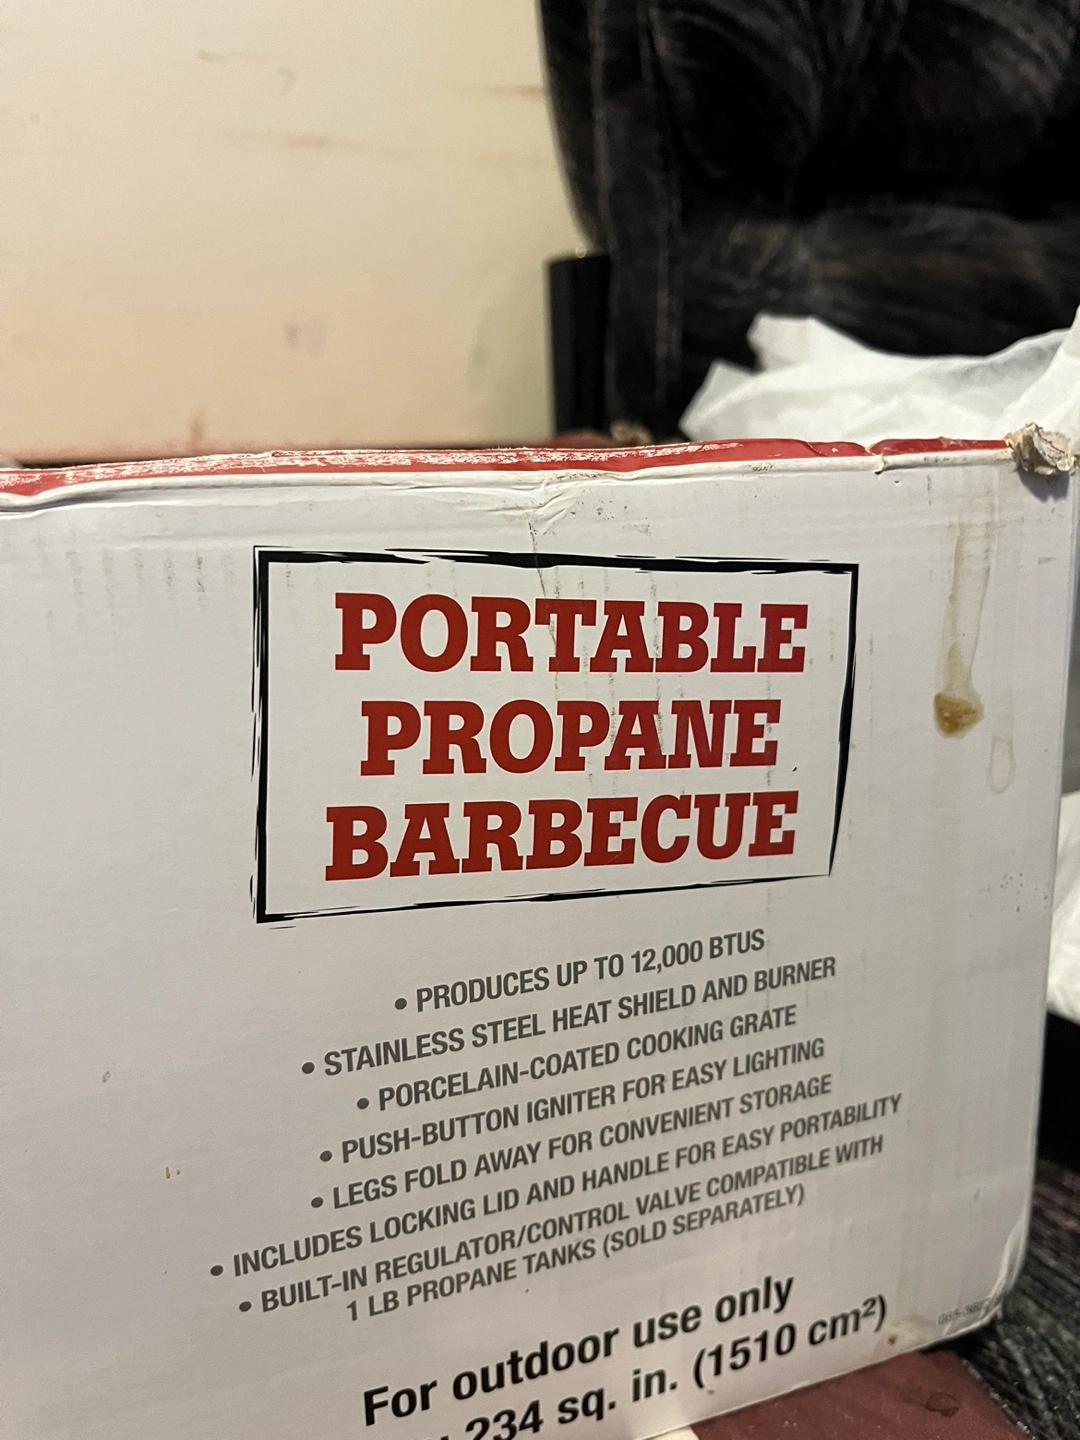 PORTABLE
PROPANE
BARBECUE
• PRODUCES UP TO 12,000 BTUS
• STAINLESS STEEL HEAT SHIELD AND BURNER
• PORCELAIN-COATED COOKING GRATE
• PUSH-BUTTON IGNITER FOR EASY LIGHTING
• LEGS FOLD AWAY FOR CONVENIENT STORAGE
• INCLUDES LOCKING LID AND HANDLE FOR EASY PORTABILITY
• BUILT-IN REGULATOR/CONTROL VALVE COMPATIBLE WITH
1 LB PROPANE TANKS (SOLD SEPARATELY)
For outdoor use only
234 sq. in. (1510 cm²)